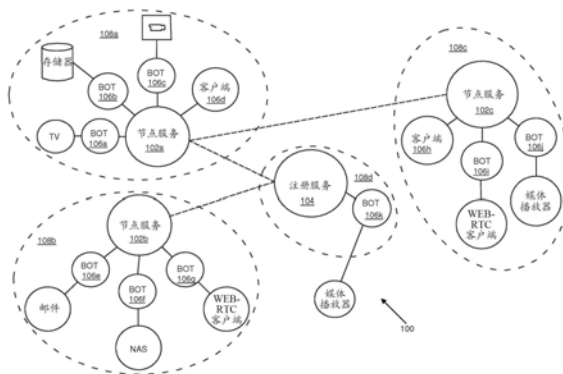 108a
存储器
BOT
106b
BOT
106c
客户端
106d
TV
BOT
106a
节点服务
102a
108c
节点服务
102c
客户端
106h
BOT
106i
BOT
106j
WEB-
RTC
客户端
媒体
播放器
注册服务
104
108d
BOT
106k
媒体
播放器
100
108b
节点服务
102b
BOT
106e
BOT
106f
BOT
106g
邮件
NAS
WEB-
RTC
客户端